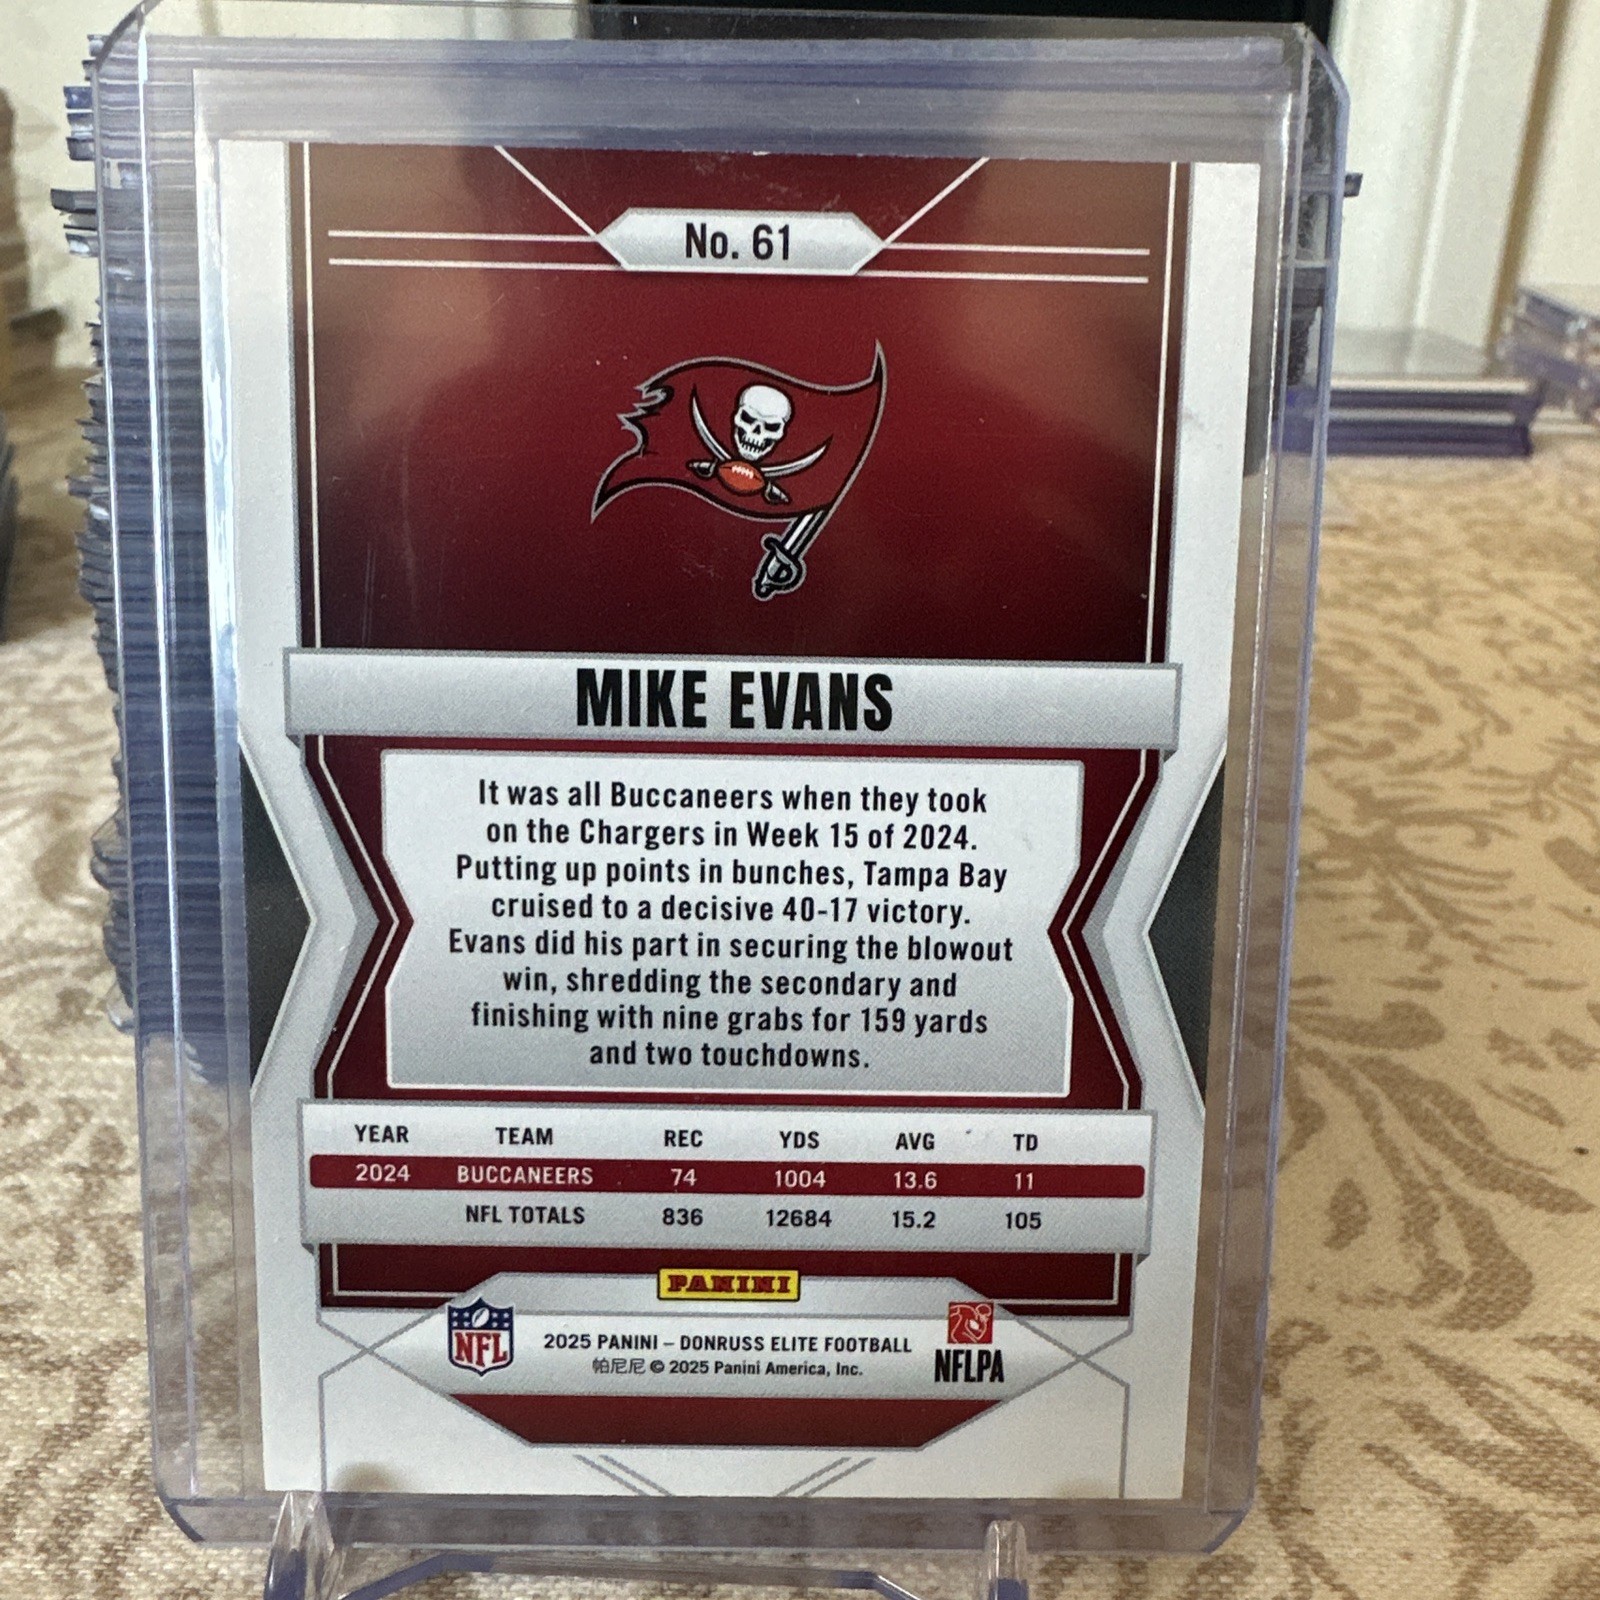 No. 61
MIKE EVANS
It was all Buccaneers when they took
on the Chargers in Week 15 of 2024.
Putting up points in bunches, Tampa Bay
cruised to a decisive 40-17 victory.
Evans did his part in securing the blowout
win, shredding the secondary and
finishing with nine grabs for 159 yards
and two touchdowns.
YEAR TEAM REC YDS AVG TD
2024 BUCCANEERS 74 1004 13.6 11
NFL TOTALS 836 12684 15.2 105
PANINI
NFL
2025 PANINI – DONRUSS ELITE FOOTBALL
帕尼尼 © 2025 Panini America, Inc.
NFLPA